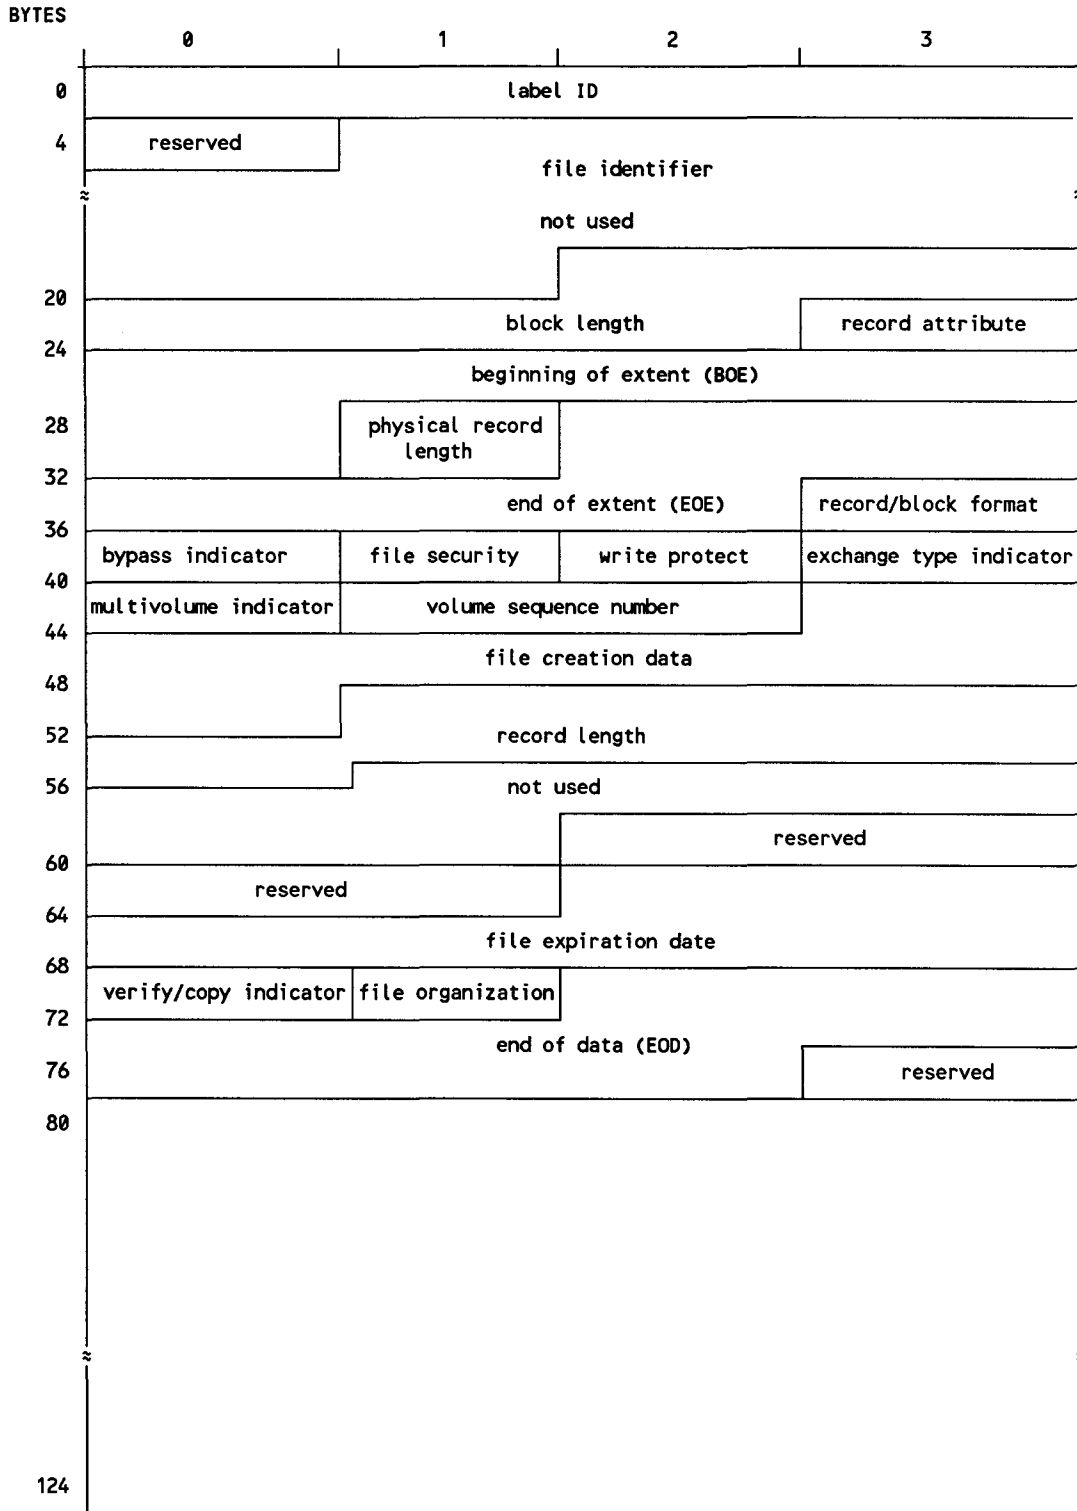 BYTES
0 1 2 3
0 label ID
4 reserved
file identifier
not used
20
block length record attribute
24
beginning of extent (BOE)
28 physical record
length
32
end of extent (EOE) record/block format
36
bypass indicator file security write protect exchange type indicator
40
multivolume indicator volume sequence number
44
file creation data
48
52 record length
56 not used
reserved
60
reserved
64
file expiration date
68
verify/copy indicator file organization
72
end of data (EOD)
76 reserved
80
124